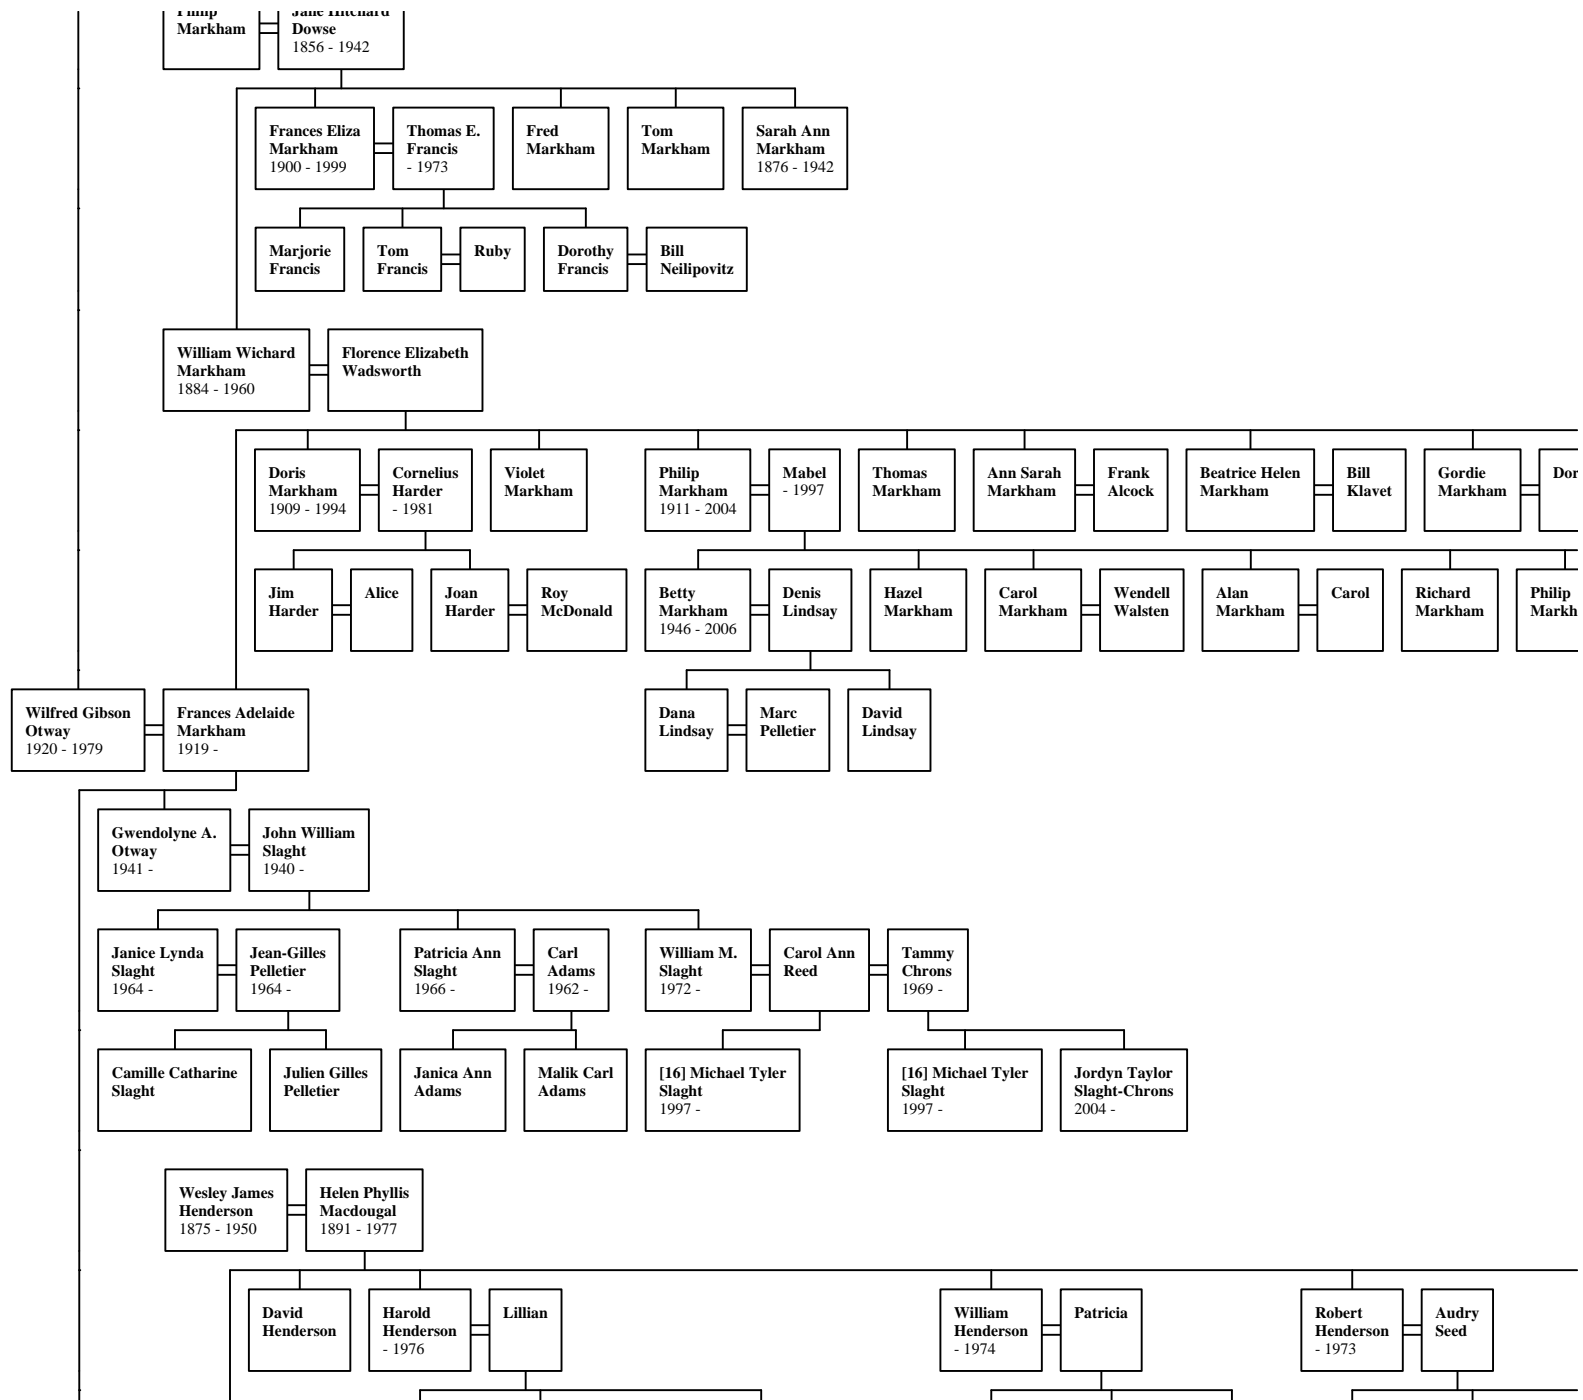 Philip
Markham
Jane Hitchard
Dowse
1856 - 1942
Frances Eliza
Markham
1900 - 1999
Thomas E.
Francis
- 1973
Fred
Markham
Tom
Markham
Sarah Ann
Markham
1876 - 1942
Marjorie
Francis
Tom
Francis
Ruby
Dorothy
Francis
Bill
Neilipovitz
William Wichard
Markham
1884 - 1960
Florence Elizabeth
Wadsworth
Doris
Markham
1909 - 1994
Cornelius
Harder
- 1981
Violet
Markham
Philip
Markham
1911 - 2004
Mabel
- 1997
Thomas
Markham
Ann Sarah
Markham
Frank
Alcock
Beatrice Helen
Markham
Bill
Klavet
Gordie
Markham
Dor
Jim
Harder
Alice
Joan
Harder
Roy
McDonald
Betty
Markham
1946 - 2006
Denis
Lindsay
Hazel
Markham
Carol
Markham
Wendell
Walsten
Alan
Markham
Carol
Richard
Markham
Philip
Markh
Wilfred Gibson
Otway
1920 - 1979
Frances Adelaide
Markham
1919 -
Dana
Lindsay
Marc
Pelletier
David
Lindsay
Gwendolyne A.
Otway
1941 -
John William
Slaght
1940 -
Janice Lynda
Slaght
1964 -
Jean-Gilles
Pelletier
1964 -
Patricia Ann
Slaght
1966 -
Carl
Adams
1962 -
William M.
Slaght
1972 -
Carol Ann
Reed
Tammy
Chrons
1969 -
Camille Catharine
Slaght
Julien Gilles
Pelletier
Janica Ann
Adams
Malik Carl
Adams
[16] Michael Tyler
Slaght
1997 -
[16] Michael Tyler
Slaght
1997 -
Jordyn Taylor
Slaght-Chrons
2004 -
Wesley James
Henderson
1875 - 1950
Helen Phyllis
Macdougal
1891 - 1977
David
Henderson
Harold
Henderson
- 1976
Lillian
William
Henderson
- 1974
Patricia
Robert
Henderson
- 1973
Audry
Seed